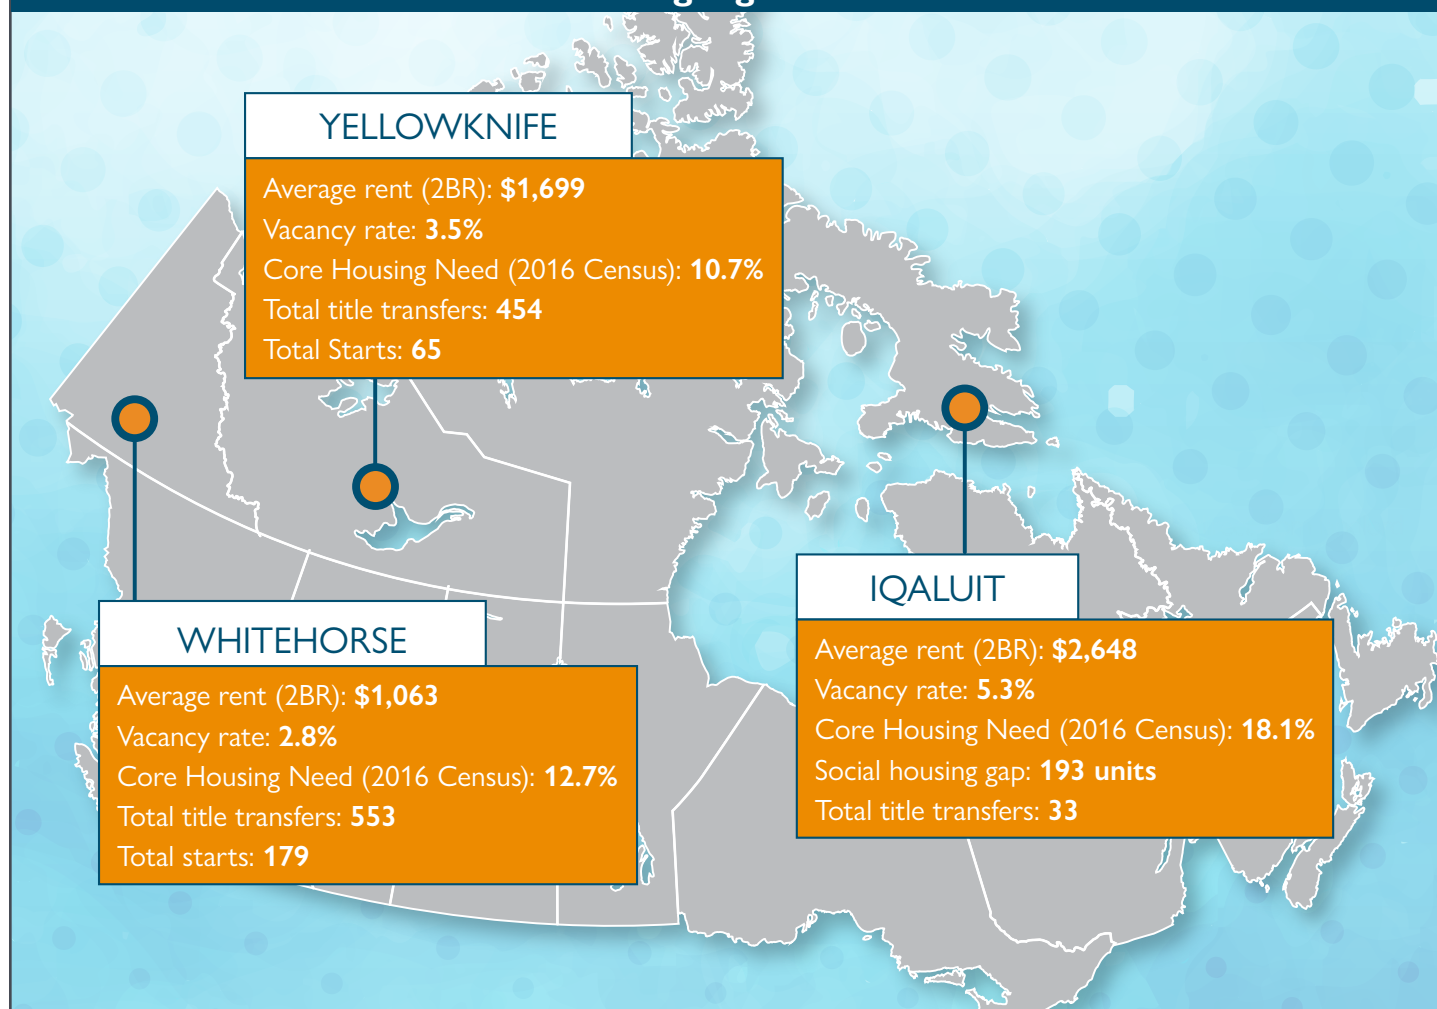 YELLOWKNIFE
Average rent (2BR): $1,699
Vacancy rate: 3.5%
Core Housing Need (2016 Census): 10.7%
Total title transfers: 454
Total Starts: 65
WHITEHORSE
Average rent (2BR): $1,063
Vacancy rate: 2.8%
Core Housing Need (2016 Census): 12.7%
Total title transfers: 553
Total starts: 179
IQALUIT
Average rent (2BR): $2,648
Vacancy rate: 5.3%
Core Housing Need (2016 Census): 18.1%
Social housing gap: 193 units
Total title transfers: 33